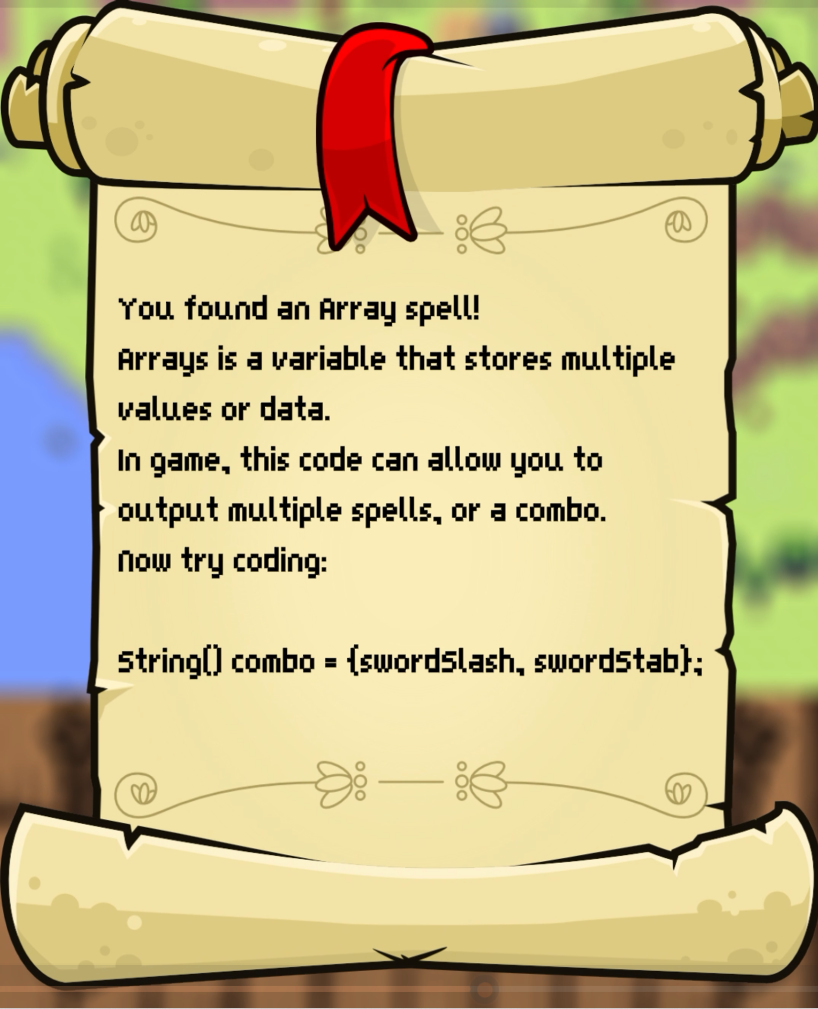 You found an Array spell!
Arrays is a variable that stores multiple
values or data.
In game, this code can allow you to
output multiple spells, or a combo.
Now try coding:
String[] combo = {swordSlash, swordStab};